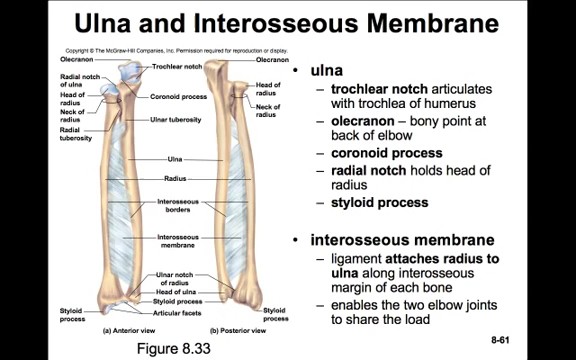 Ulna and Interosseous Membrane
Copyright © The McGraw-Hill Companies, Inc. Permission required for reproduction or display.
Olecranon
Trochlear notch
Olecranon
Radial notch
of ulna
Head of
radius
Neck of
radius
Radial
tuberosity
Coronoid process
Ulnar tuberosity
Head of
radius
Neck of
radius
Ulna
Radius
Interosseous
borders
Interosseous
membrane
Ulnar notch
of radius
Head of ulna
Styloid process
Articular facets
Styloid
process
Styloid
process
(a) Anterior view
(b) Posterior view
Figure 8.33
• ulna
– trochlear notch articulates
with trochlea of humerus
– olecranon – bony point at
back of elbow
– coronoid process
– radial notch holds head of
radius
– styloid process
• interosseous membrane
– ligament attaches radius to
ulna along interosseous
margin of each bone
– enables the two elbow joints
to share the load
8-61